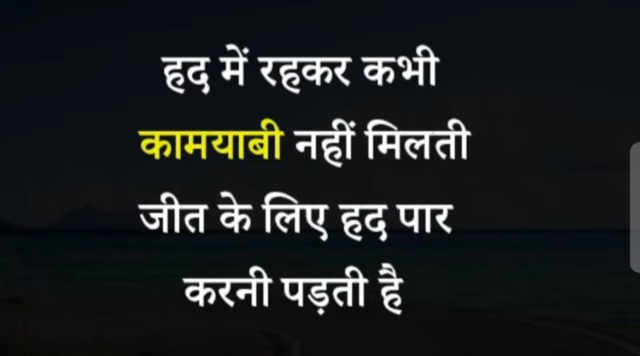 हद में रहकर कभी
कामयाबी नहीं मिलती
जीत के लिए हद पार
करनी पड़ती है